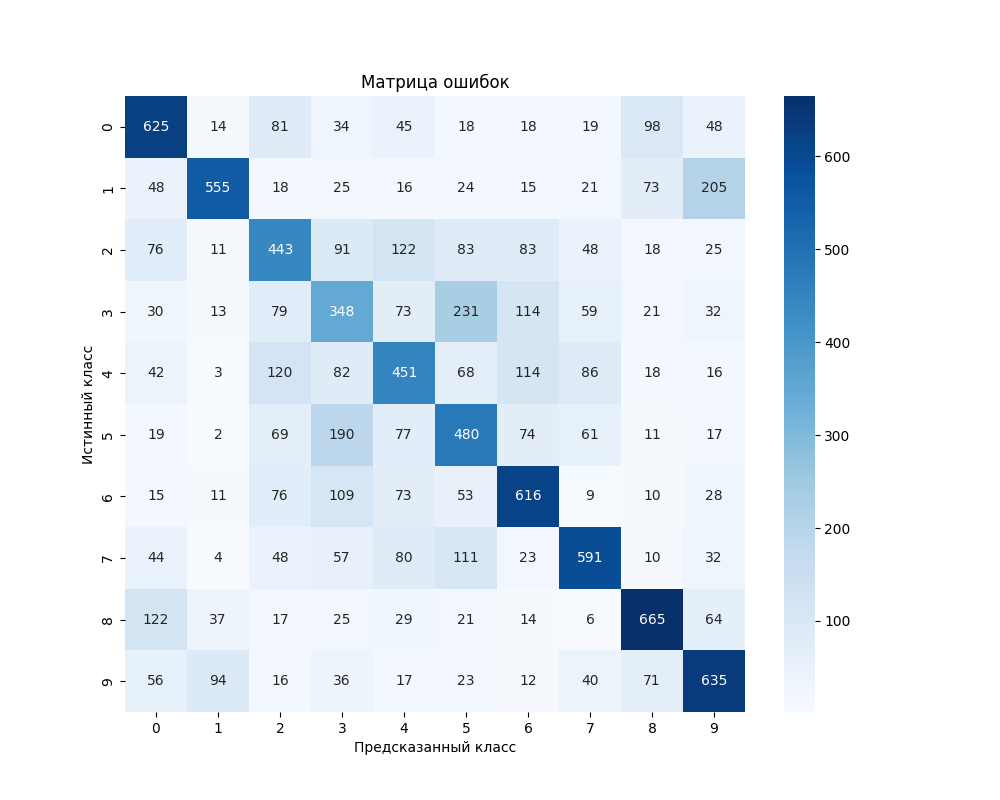 Матрица ошибок
0 625 14 81 34 45 18 18 19 98 48
1 48 555 18 25 16 24 15 21 73 205
2 76 11 443 91 122 83 83 48 18 25
3 30 13 79 348 73 231 114 59 21 32
4 42 3 120 82 451 68 114 86 18 16
5 19 2 69 190 77 480 74 61 11 17
6 15 11 76 109 73 53 616 9 10 28
7 44 4 48 57 80 111 23 591 10 32
8 122 37 17 25 29 21 14 6 665 64
9 56 94 16 36 17 23 12 40 71 635
0 1 2 3 4 5 6 7 8 9
Предсказанный класс
Истинный класс
600
500
400
300
200
100